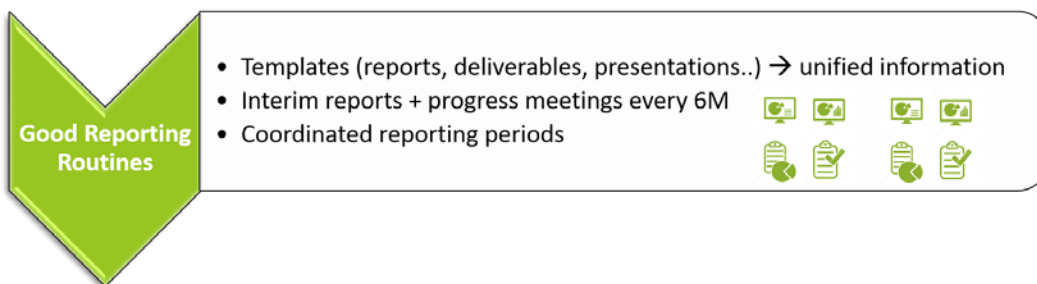 Good Reporting
Routines
• Templates (reports, deliverables, presentations..) → unified information
• Interim reports + progress meetings every 6M
• Coordinated reporting periods